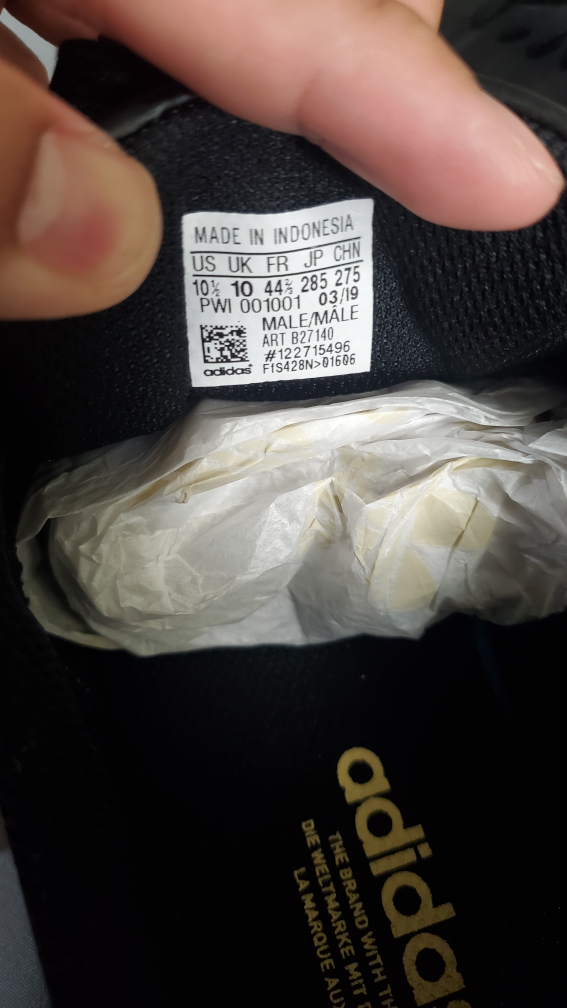 MADE IN INDONESIA
US UK FR JP CHN
10½ 10 44⅔ 285 275
PWI 001001 03/19
MALE/MÂLE
ART B27140
#122715496
F1S428N>01606
adidas
adidas
THE BRAND WITH TH
DIE WELTMARKE MIT
LA MARQUE AU